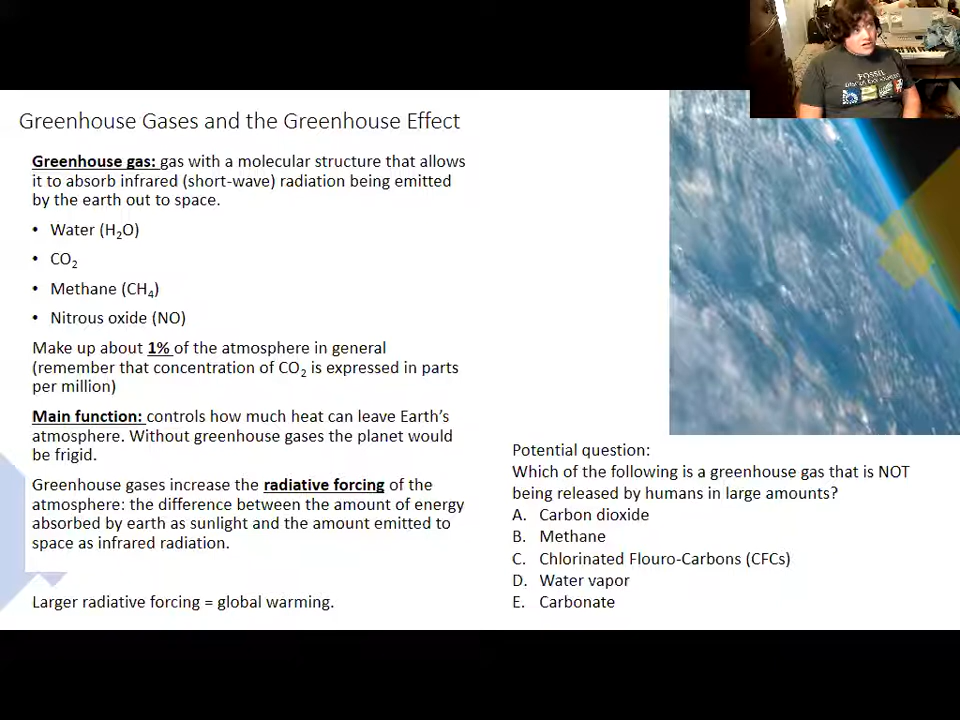 FOSSIL
Greenhouse Gases and the Greenhouse Effect
Greenhouse gas: gas with a molecular structure that allows
it to absorb infrared (short-wave) radiation being emitted
by the earth out to space.
• Water (H₂O)
• CO₂
• Methane (CH₄)
• Nitrous oxide (NO)
Make up about 1% of the atmosphere in general
(remember that concentration of CO₂ is expressed in parts
per million)
Main function: controls how much heat can leave Earth's
atmosphere. Without greenhouse gases the planet would
be frigid.
Greenhouse gases increase the radiative forcing of the
atmosphere: the difference between the amount of energy
absorbed by earth as sunlight and the amount emitted to
space as infrared radiation.
Larger radiative forcing = global warming.
Potential question:
Which of the following is a greenhouse gas that is NOT
being released by humans in large amounts?
A. Carbon dioxide
B. Methane
C. Chlorinated Flouro-Carbons (CFCs)
D. Water vapor
E. Carbonate